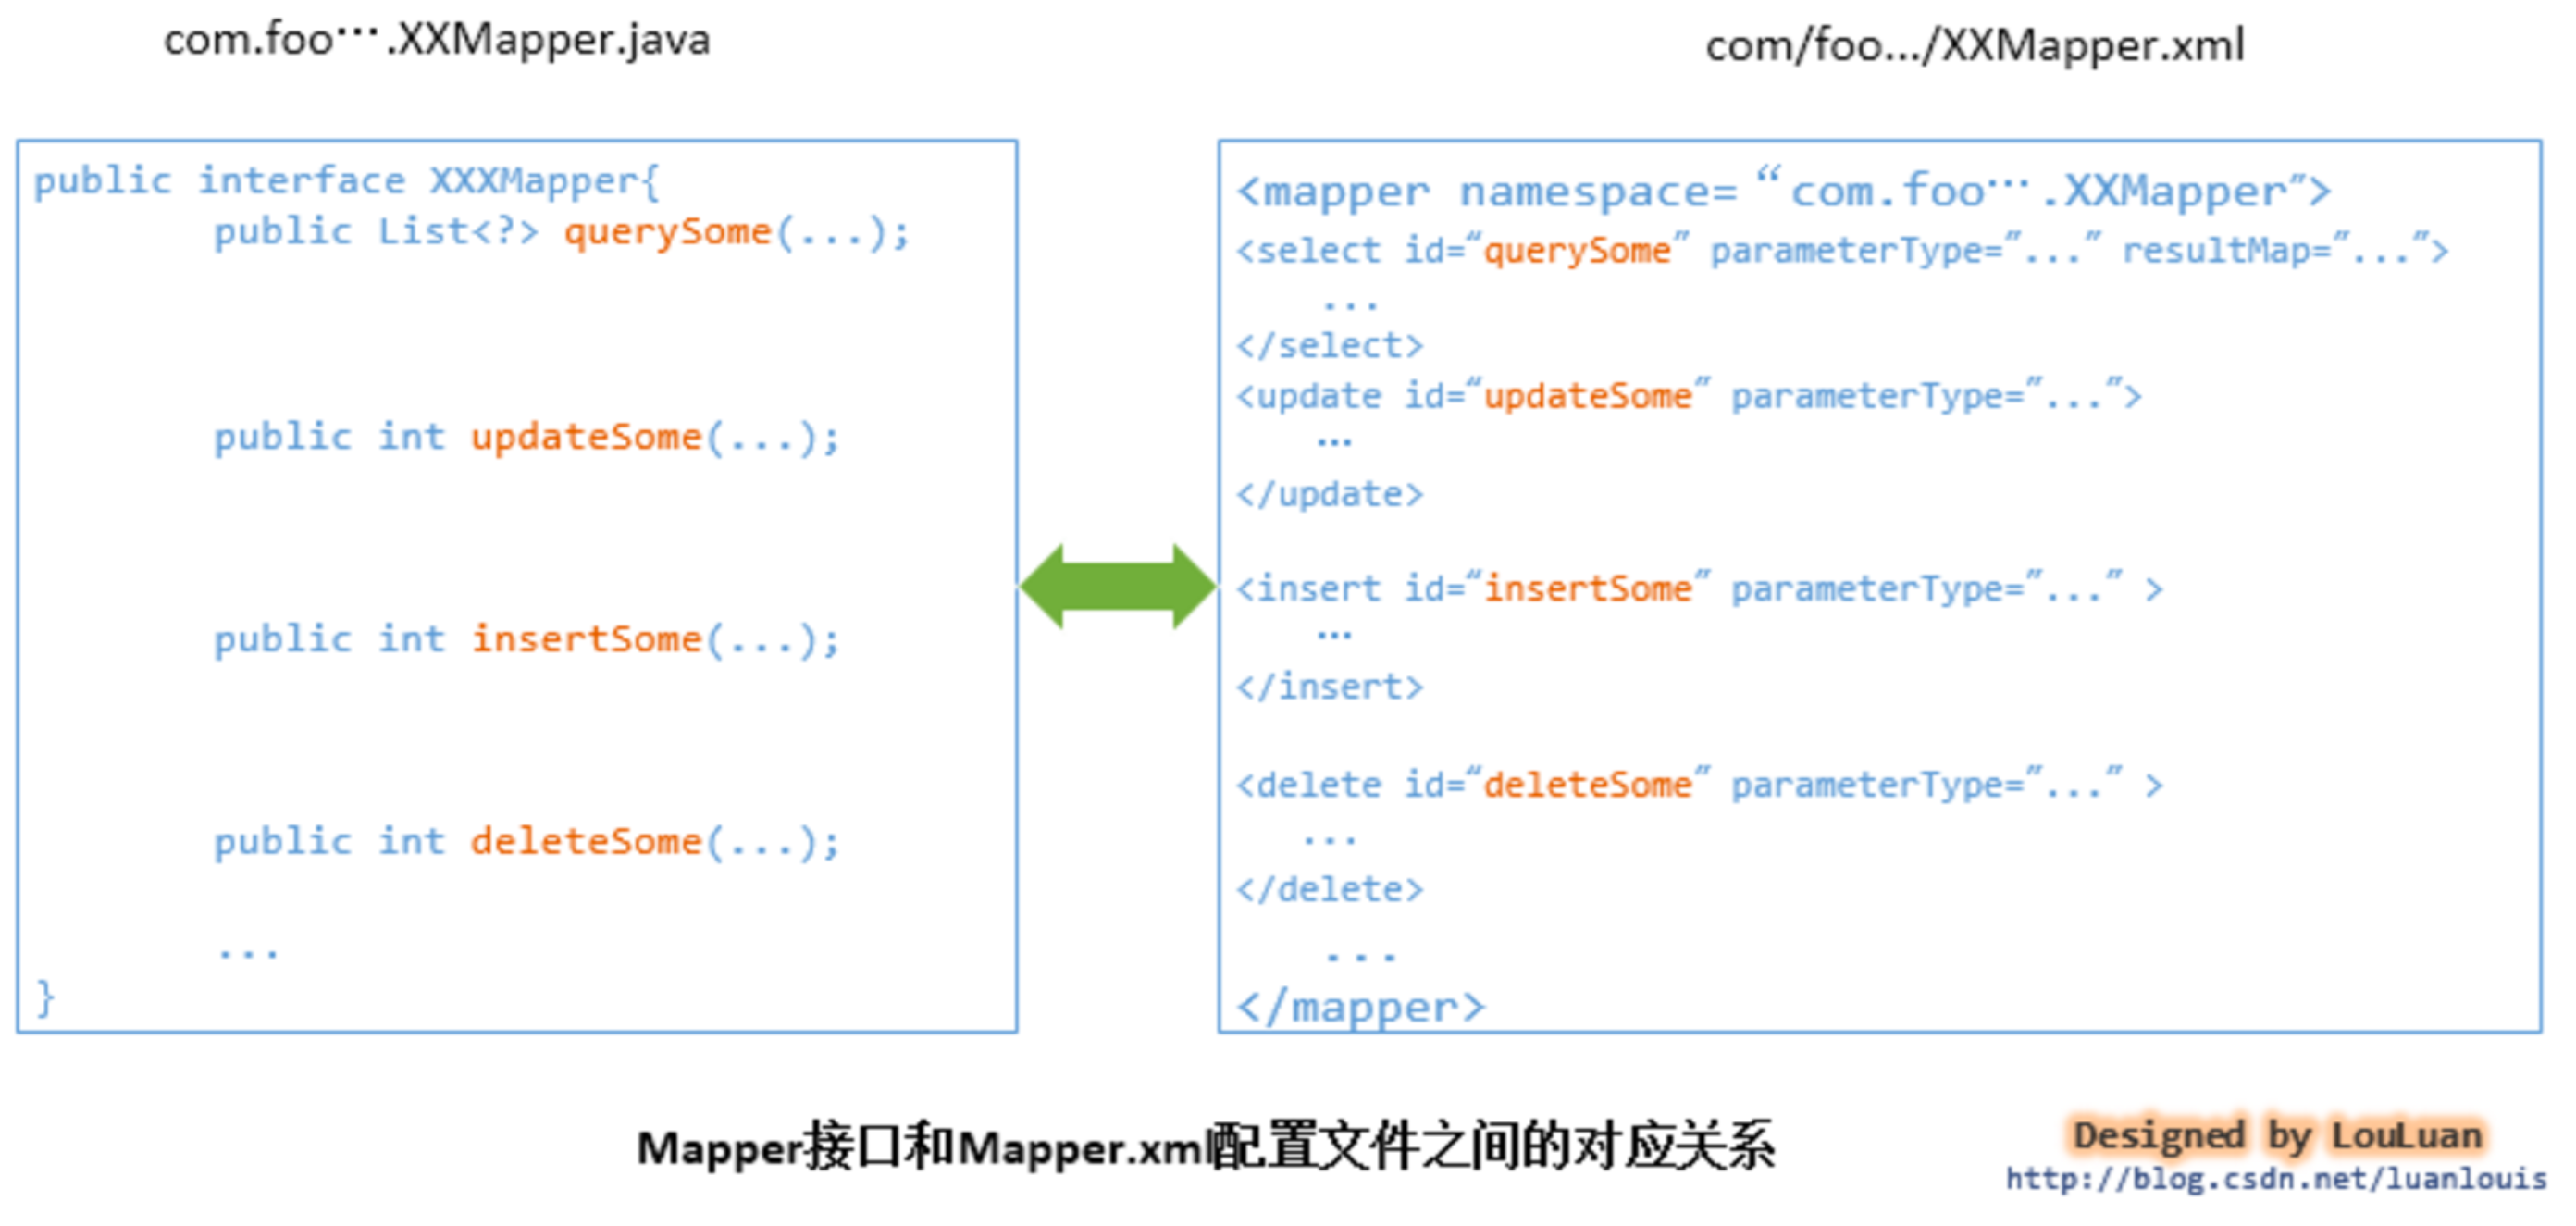 com.foo….XXMapper.java
com/foo.../XXMapper.xml
public interface XXXMapper{
public List<?> querySome(...);
public int updateSome(...);
public int insertSome(...);
public int deleteSome(...);
...
}
<mapper namespace=“com.foo….XXMapper”>
<select id=“querySome” parameterType=”...” resultMap=”...”>
...
</select>
<update id=“updateSome” parameterType=”...”>
...
</update>
<insert id=“insertSome” parameterType=”...” >
...
</insert>
<delete id=“deleteSome” parameterType=”...” >
...
</delete>
...
</mapper>
Mapper接口和Mapper.xml配置文件之间的对应关系
Designed by LouLuan
http://blog.csdn.net/luanlouis